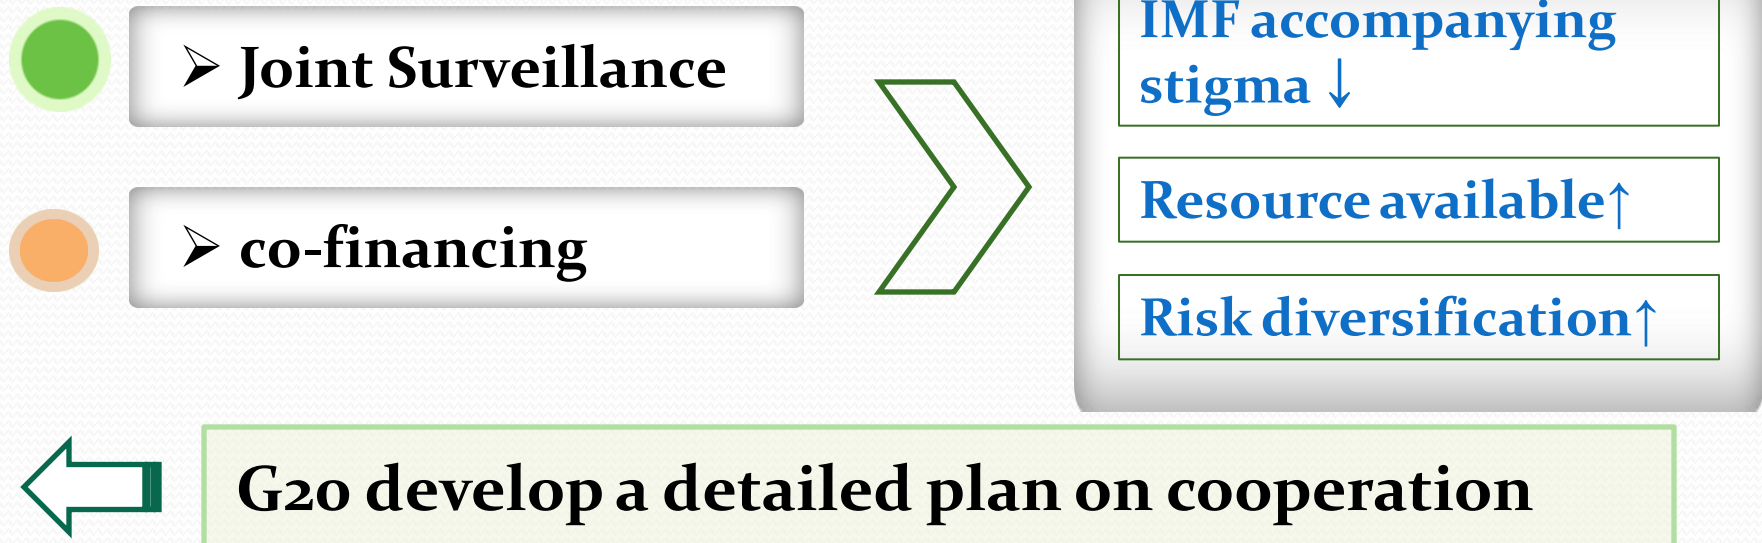 ➢ Joint Surveillance
➢ co-financing
IMF accompanying
stigma ↓
Resource available↑
Risk diversification↑
G20 develop a detailed plan on cooperation